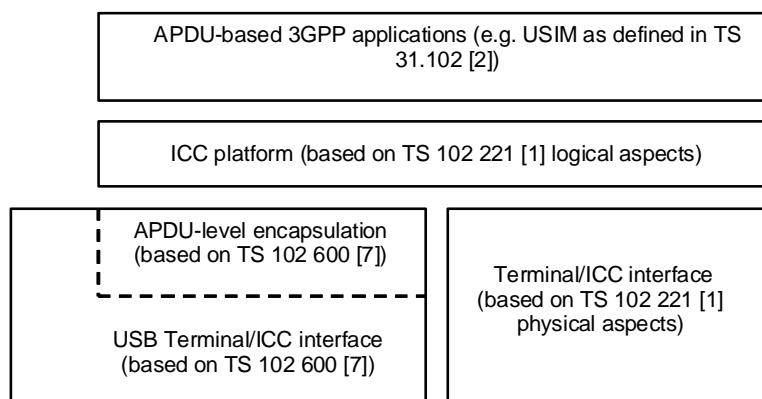 APDU-based 3GPP applications (e.g. USIM as defined in TS
31.102 [2])
ICC platform (based on TS 102 221 [1] logical aspects)
APDU-level encapsulation
(based on TS 102 600 [7])
USB Terminal/ICC interface
(based on TS 102 600 [7])
Terminal/ICC interface
(based on TS 102 221 [1]
physical aspects)